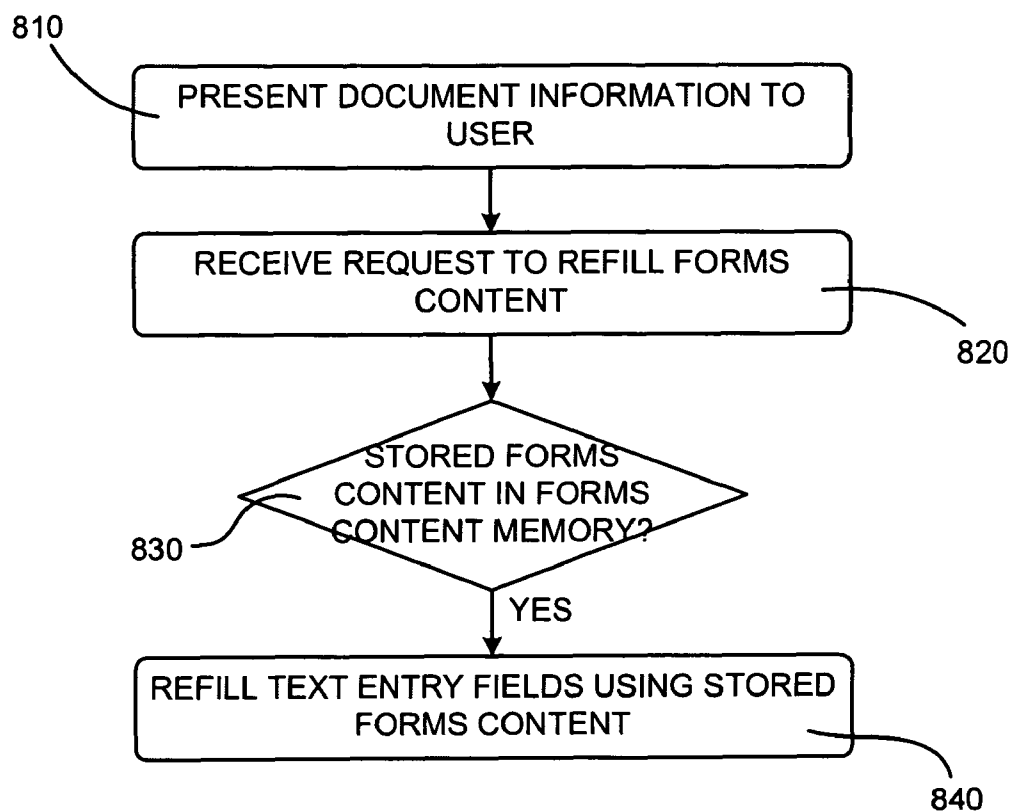 810
PRESENT DOCUMENT INFORMATION TO
USER
RECEIVE REQUEST TO REFILL FORMS
CONTENT
820
STORED FORMS
CONTENT IN FORMS
CONTENT MEMORY?
830
YES
REFILL TEXT ENTRY FIELDS USING STORED
FORMS CONTENT
840